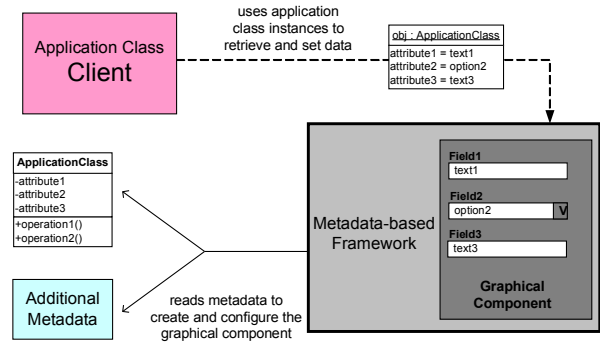 uses application
class instances to
retrieve and set data
Application Class
Client
obj : ApplicationClass
attribute1 = text1
attribute2 = option2
attribute3 = text3
ApplicationClass
-attribute1
-attribute2
-attribute3
+operation1()
+operation2()
Metadata-based
Framework
Field1
text1
Field2
option2 V
Field3
text3
Graphical
Component
Additional
Metadata
reads metadata to
create and configure the
graphical component